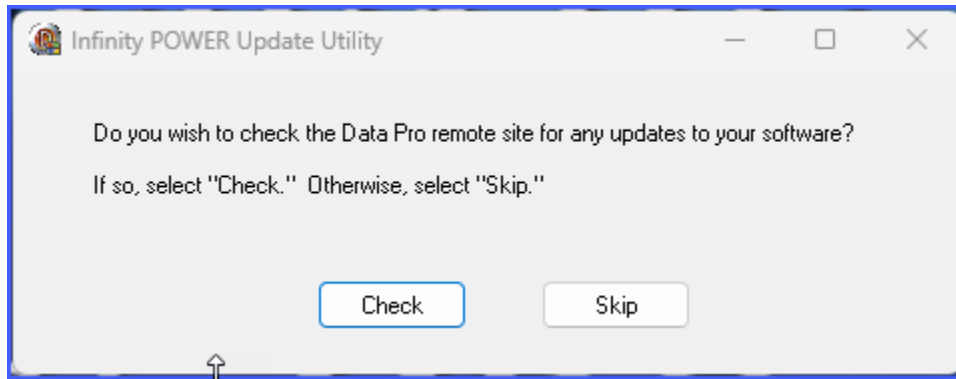 Infinity POWER Update Utility
Do you wish to check the Data Pro remote site for any updates to your software?
If so, select "Check." Otherwise, select "Skip."
Check Skip